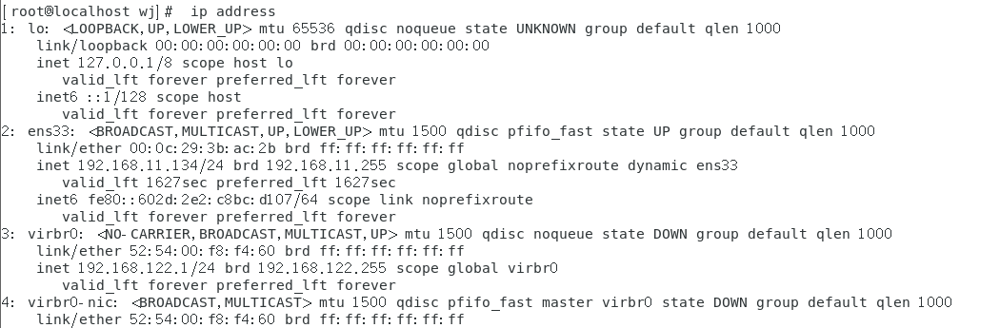 [root@localhost wj]#  ip address
1: lo: <LOOPBACK,UP,LOWER_UP> mtu 65536 qdisc noqueue state UNKNOWN group default qlen 1000
    link/loopback 00:00:00:00:00:00 brd 00:00:00:00:00:00
    inet 127.0.0.1/8 scope host lo
       valid_lft forever preferred_lft forever
    inet6 ::1/128 scope host
       valid_lft forever preferred_lft forever
2: ens33: <BROADCAST,MULTICAST,UP,LOWER_UP> mtu 1500 qdisc pfifo_fast state UP group default qlen 1000
    link/ether 00:0c:29:3b:ac:2b brd ff:ff:ff:ff:ff:ff
    inet 192.168.11.134/24 brd 192.168.11.255 scope global noprefixroute dynamic ens33
       valid_lft 1627sec preferred_lft 1627sec
    inet6 fe80::602d:2e2:c8bc:d107/64 scope link noprefixroute
       valid_lft forever preferred_lft forever
3: virbr0: <NO-CARRIER,BROADCAST,MULTICAST,UP> mtu 1500 qdisc noqueue state DOWN group default qlen 1000
    link/ether 52:54:00:f8:f4:60 brd ff:ff:ff:ff:ff:ff
    inet 192.168.122.1/24 brd 192.168.122.255 scope global virbr0
       valid_lft forever preferred_lft forever
4: virbr0-nic: <BROADCAST,MULTICAST> mtu 1500 qdisc pfifo_fast master virbr0 state DOWN group default qlen 1000
    link/ether 52:54:00:f8:f4:60 brd ff:ff:ff:ff:ff:ff